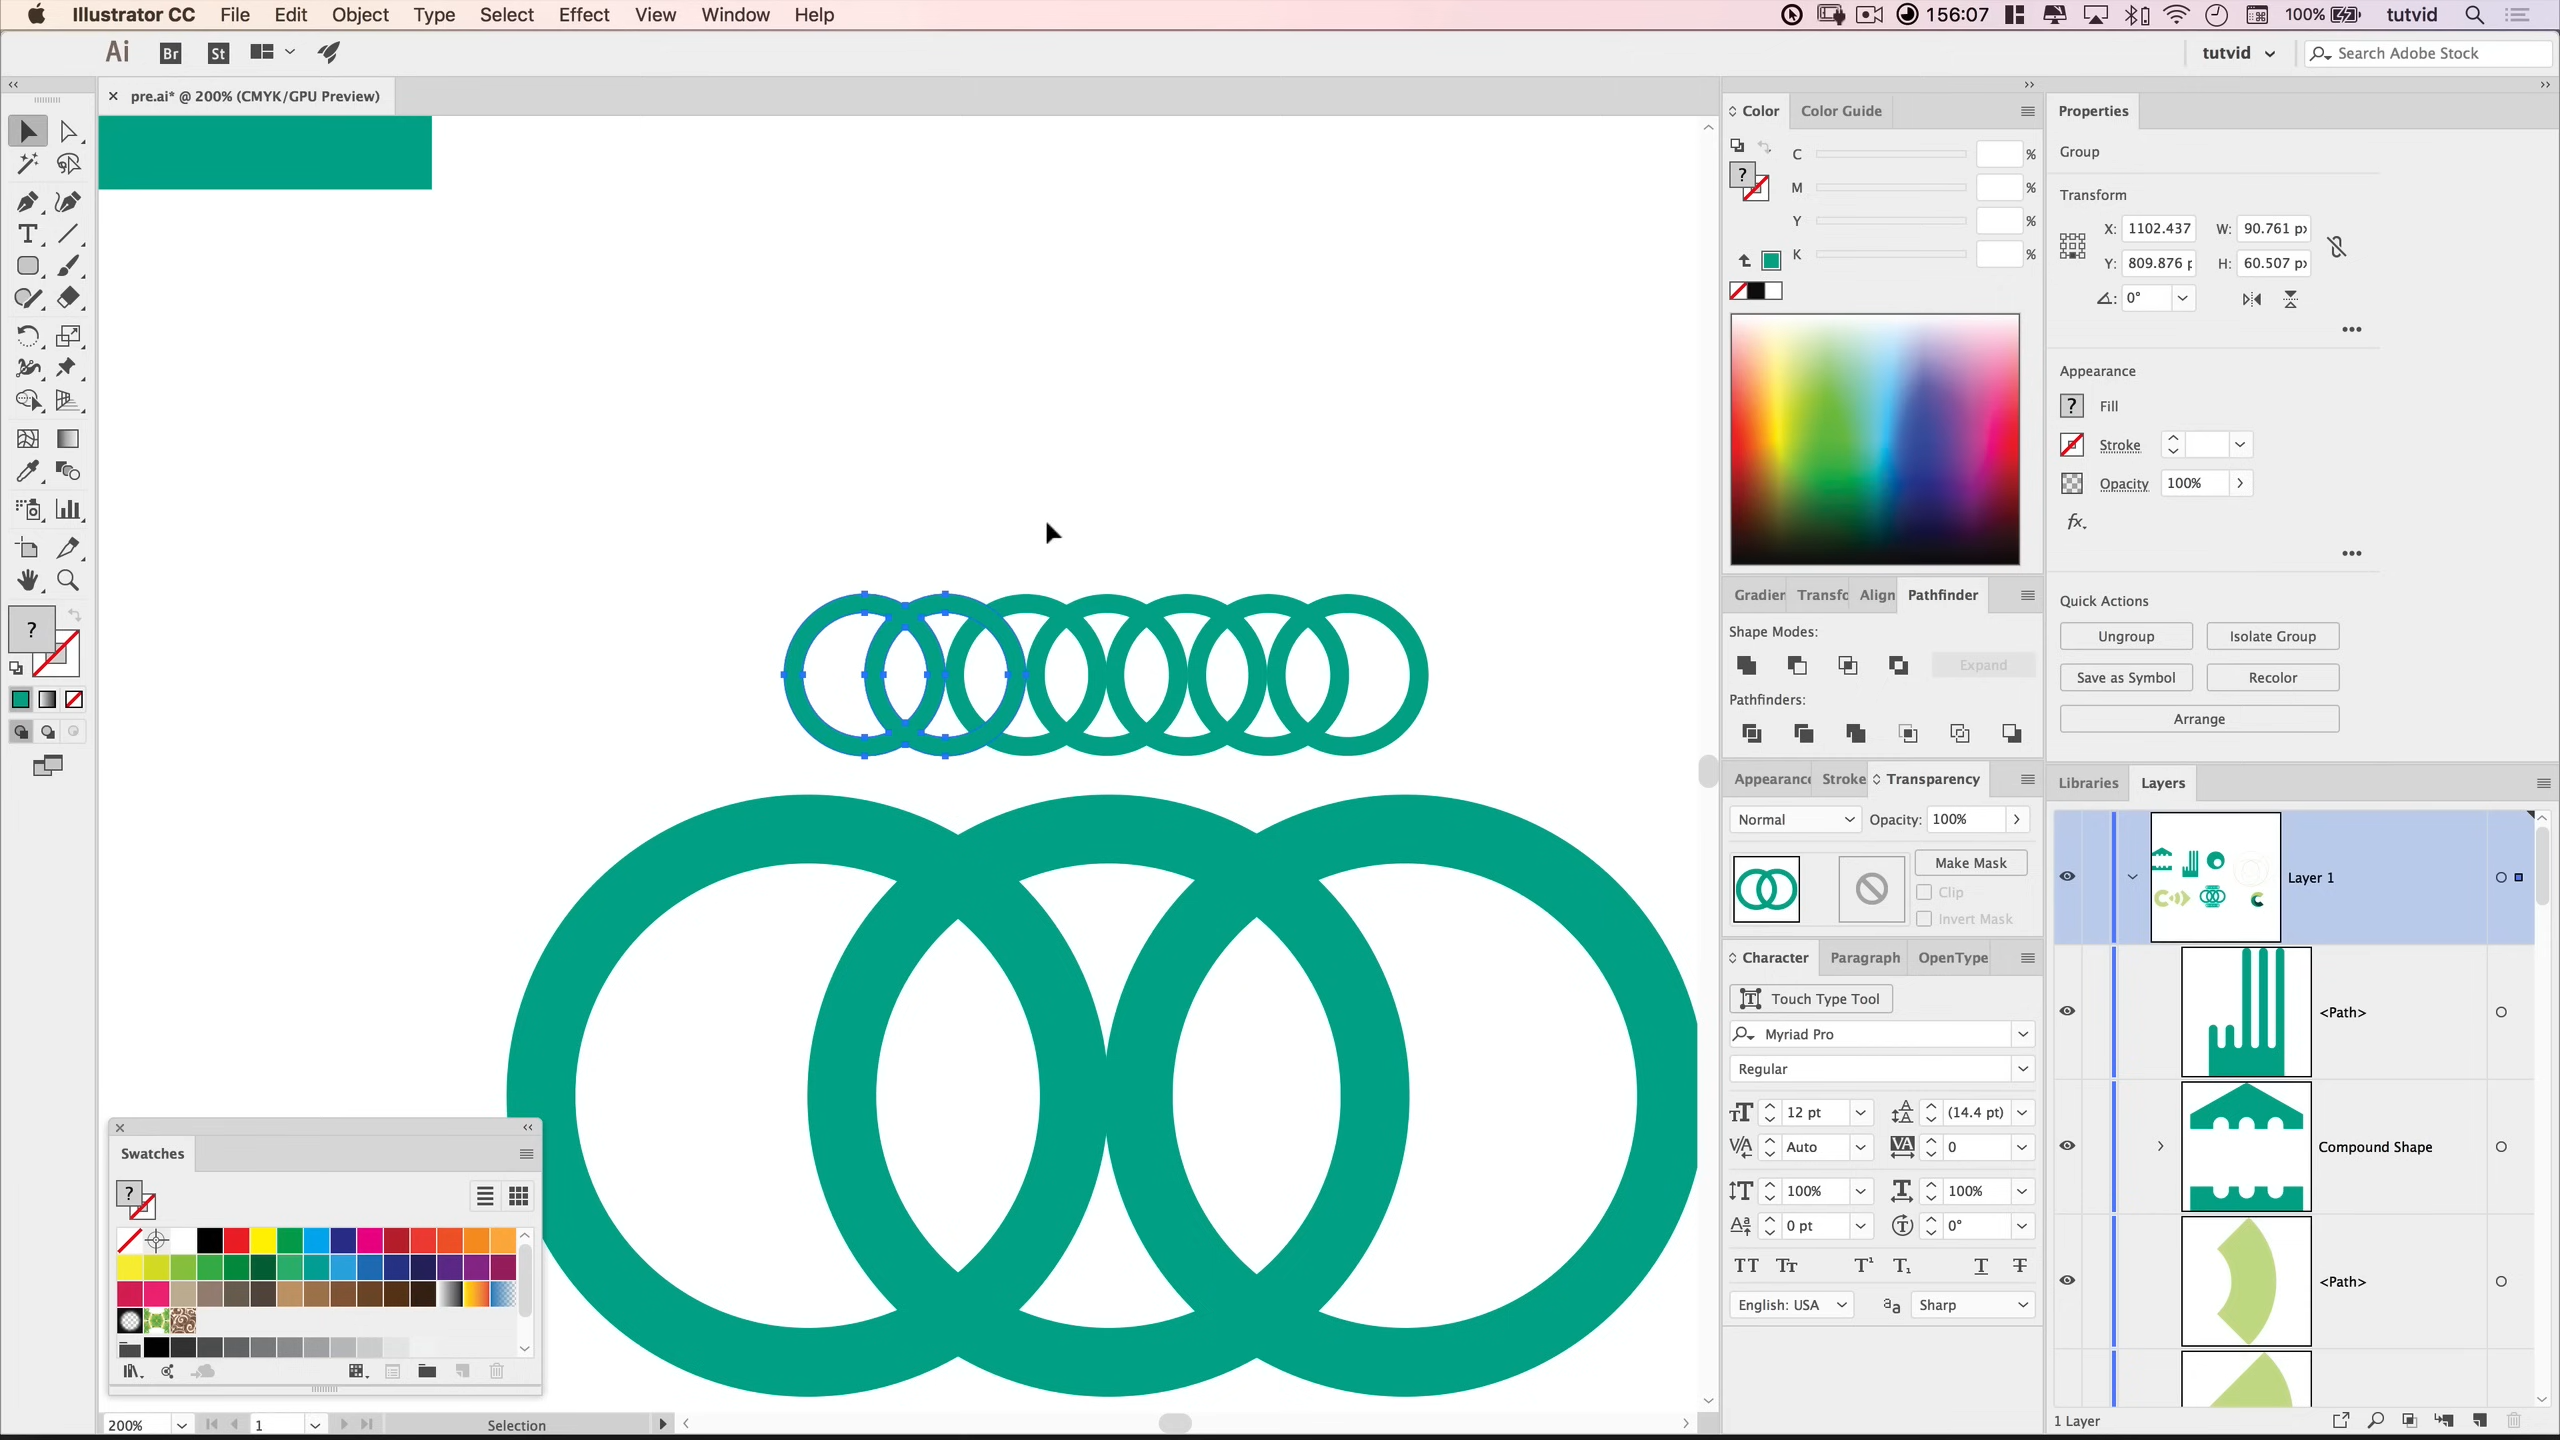 Illustrator CC File Edit Object Type Select Effect View Window Help 156:07 100% tutvid
Ai Br St tutvid Search Adobe Stock
pre.ai* @ 200% (CMYK/GPU Preview)
Color Color Guide
C %
M %
Y %
K %
?
Gradien Transfo Align Pathfinder
Shape Modes:
Expand
Pathfinders:
Appearanc Stroke Transparency
Normal Opacity: 100%
Make Mask
Clip
Invert Mask
Character Paragraph OpenType
Touch Type Tool
Myriad Pro
Regular
12 pt (14.4 pt)
Auto 0
100% 100%
0 pt 0°
English: USA Sharp
Properties
Group
Transform
X: 1102.437 W: 90.761 px
Y: 809.876 p H: 60.507 px
0°
Appearance
? Fill
Stroke
Opacity 100%
fx
Quick Actions
Ungroup Isolate Group
Save as Symbol Recolor
Arrange
Libraries Layers
Layer 1
<Path>
Compound Shape
<Path>
1 Layer
?
Swatches
?
200% 1 Selection